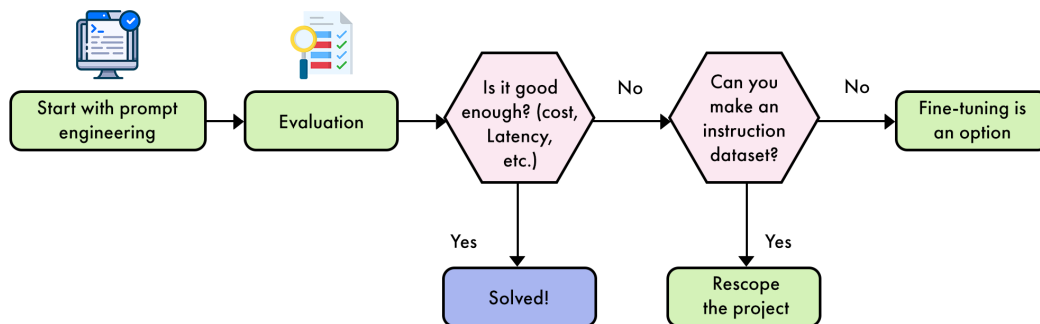 Start with prompt
engineering
Evaluation
Is it good
enough? (cost,
Latency,
etc.)
No
Can you
make an
instruction
dataset?
No
Fine-tuning is
an option
Yes
Solved!
Yes
Rescope
the project